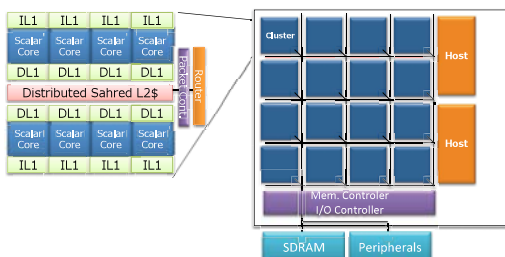 IL1 IL1 IL1 IL1
Scalar Scalar Scalar Scalar
Core Core Core Core
DL1 DL1 DL1 DL1
Distributed Sahred L2$
DL1 DL1 DL1 DL1
Scalar Scalar Scalar Scalar
Core Core Core Core
IL1 IL1 IL1 IL1
Packet Cont
Router
Cluster
Host
Host
Mem. Controler
I/O Controller
SDRAM
Peripherals